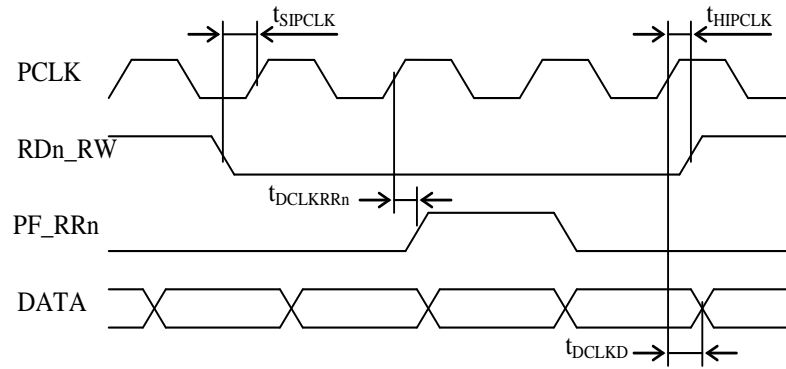 tSIPCLK
tHIPCLK
PCLK
RDn_RW
tDCLKRRn
PF_RRn
DATA
tDCLKD